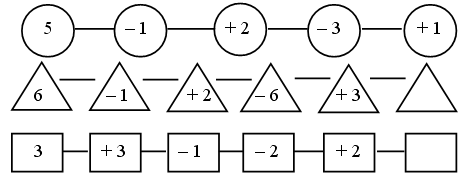 5 – 1 + 2 – 3 + 1
6 – 1 + 2 – 6 + 3
3 + 3 – 1 – 2 + 2